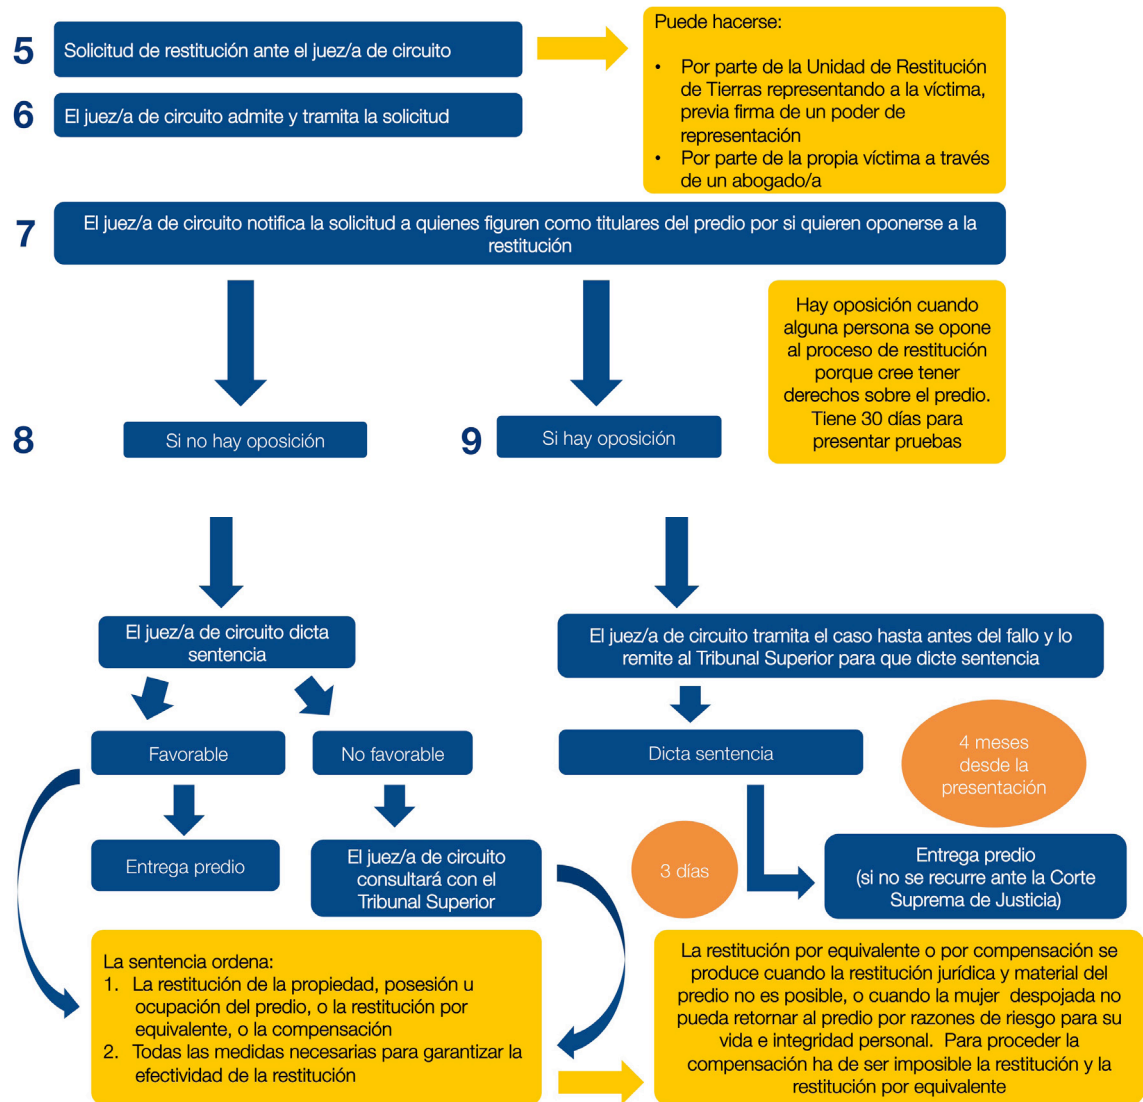 5
Solicitud de restitución ante el juez/a de circuito
Puede hacerse:
• Por parte de la Unidad de Restitución
de Tierras representando a la víctima,
previa firma de un poder de
representación
• Por parte de la propia víctima a través
de un abogado/a
6
El juez/a de circuito admite y tramita la solicitud
7
El juez/a de circuito notifica la solicitud a quienes figuren como titulares del predio por si quieren oponerse a la
restitución
Hay oposición cuando
alguna persona se opone
al proceso de restitución
porque cree tener
derechos sobre el predio.
Tiene 30 días para
presentar pruebas
8
Si no hay oposición
9
Si hay oposición
El juez/a de circuito dicta
sentencia
El juez/a de circuito tramita el caso hasta antes del fallo y lo
remite al Tribunal Superior para que dicte sentencia
Favorable
No favorable
Dicta sentencia
4 meses
desde la
presentación
Entrega predio
El juez/a de circuito
consultará con el
Tribunal Superior
3 días
Entrega predio
(si no se recurre ante la Corte
Suprema de Justicia)
La sentencia ordena:
1. La restitución de la propiedad, posesión u
ocupación del predio, o la restitución por
equivalente, o la compensación
2. Todas las medidas necesarias para garantizar la
efectividad de la restitución
La restitución por equivalente o por compensación se
produce cuando la restitución jurídica y material del
predio no es posible, o cuando la mujer despojada no
pueda retornar al predio por razones de riesgo para su
vida e integridad personal. Para proceder la
compensación ha de ser imposible la restitución y la
restitución por equivalente